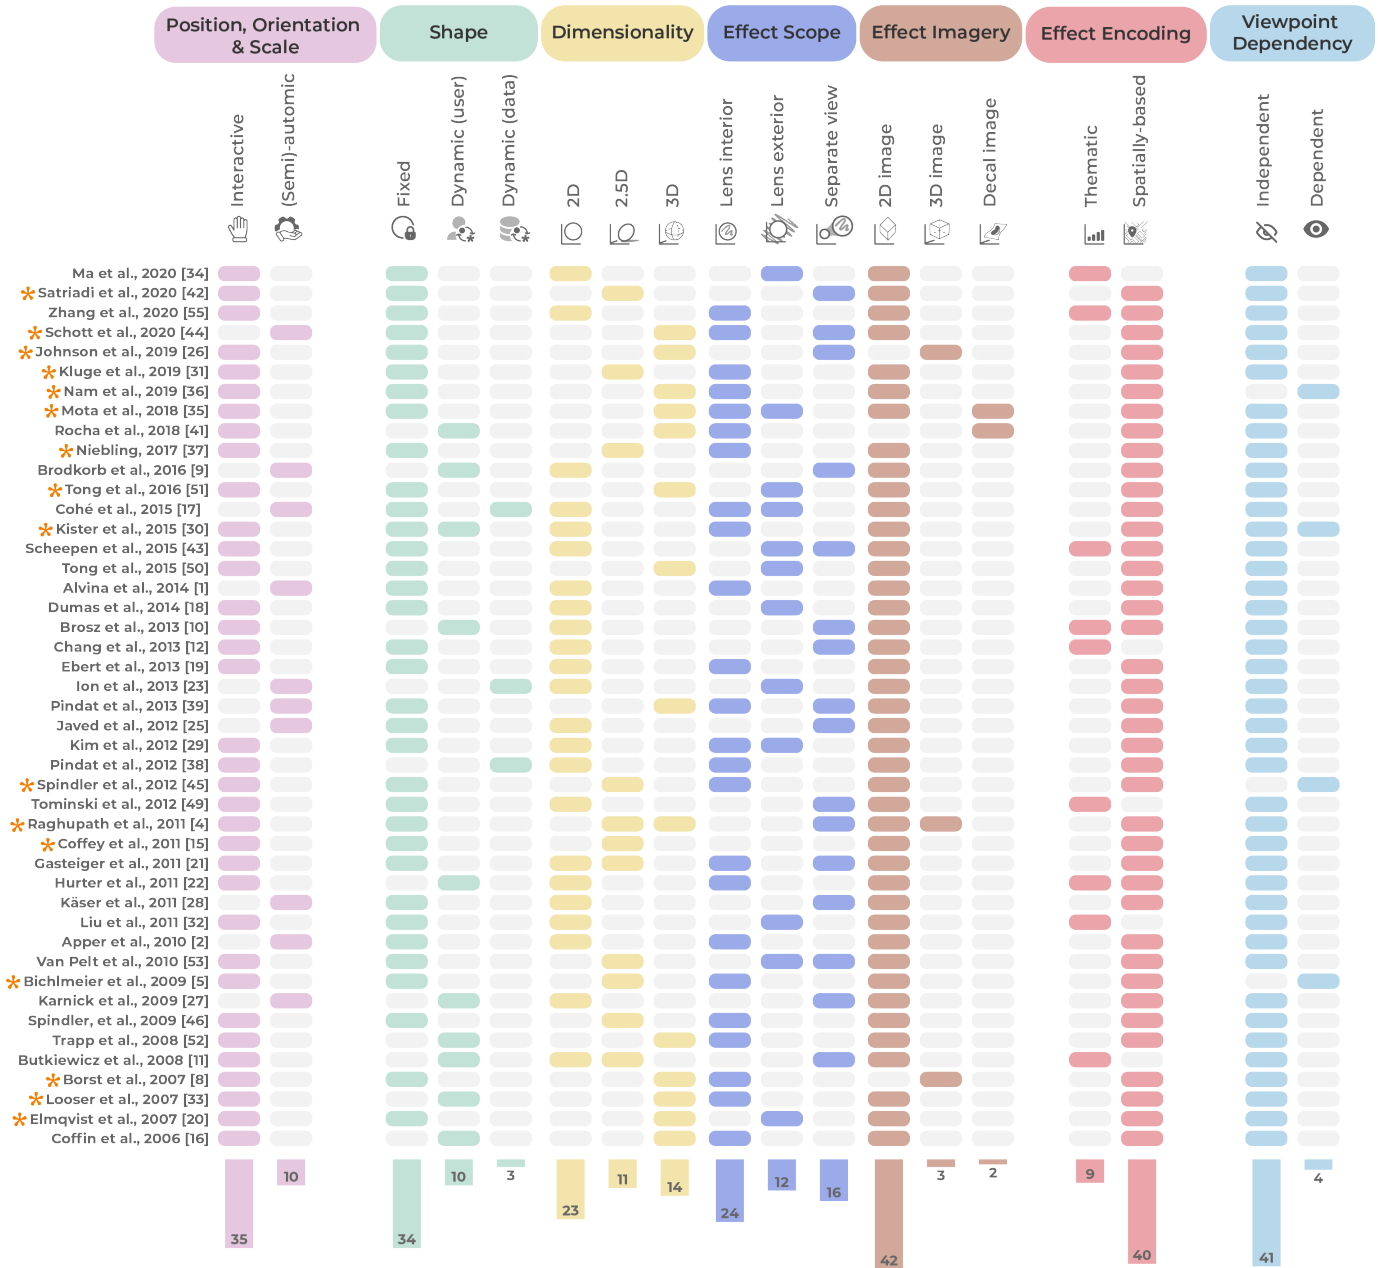 Position, Orientation
& Scale
Shape
Dimensionality
Effect Scope
Effect Imagery
Effect Encoding
Viewpoint
Dependency
Interactive
(Semi)-automic
Fixed
Dynamic (user)
Dynamic (data)
2D
2.5D
3D
Lens interior
Lens exterior
Separate view
2D image
3D image
Decal image
Thematic
Spatially-based
Independent
Dependent
Ma et al., 2020 [34]
* Satriadi et al., 2020 [42]
Zhang et al., 2020 [55]
* Schott et al., 2020 [44]
* Johnson et al., 2019 [26]
* Kluge et al., 2019 [31]
* Nam et al., 2019 [36]
* Mota et al., 2018 [35]
Rocha et al., 2018 [41]
* Niebling, 2017 [37]
Brodkorb et al., 2016 [9]
* Tong et al., 2016 [51]
Cohé et al., 2015 [17]
* Kister et al., 2015 [30]
Scheepen et al., 2015 [43]
Tong et al., 2015 [50]
Alvina et al., 2014 [1]
Dumas et al., 2014 [18]
Brosz et al., 2013 [10]
Chang et al., 2013 [12]
Ebert et al., 2013 [19]
Ion et al., 2013 [23]
Pindat et al., 2013 [39]
Javed et al., 2012 [25]
Kim et al., 2012 [29]
Pindat et al., 2012 [38]
* Spindler et al., 2012 [45]
Tominski et al., 2012 [49]
* Raghupath et al., 2011 [4]
* Coffey et al., 2011 [15]
Gasteiger et al., 2011 [21]
Hurter et al., 2011 [22]
Käser et al., 2011 [28]
Liu et al., 2011 [32]
Apper et al., 2010 [2]
Van Pelt et al., 2010 [53]
* Bichlmeier et al., 2009 [5]
Karnick et al., 2009 [27]
Spindler, et al., 2009 [46]
Trapp et al., 2008 [52]
Butkiewicz et al., 2008 [11]
* Borst et al., 2007 [8]
* Looser et al., 2007 [33]
* Elmqvist et al., 2007 [20]
Coffin et al., 2006 [16]
35
10
34
10
3
23
11
14
24
12
16
42
3
2
9
40
41
4